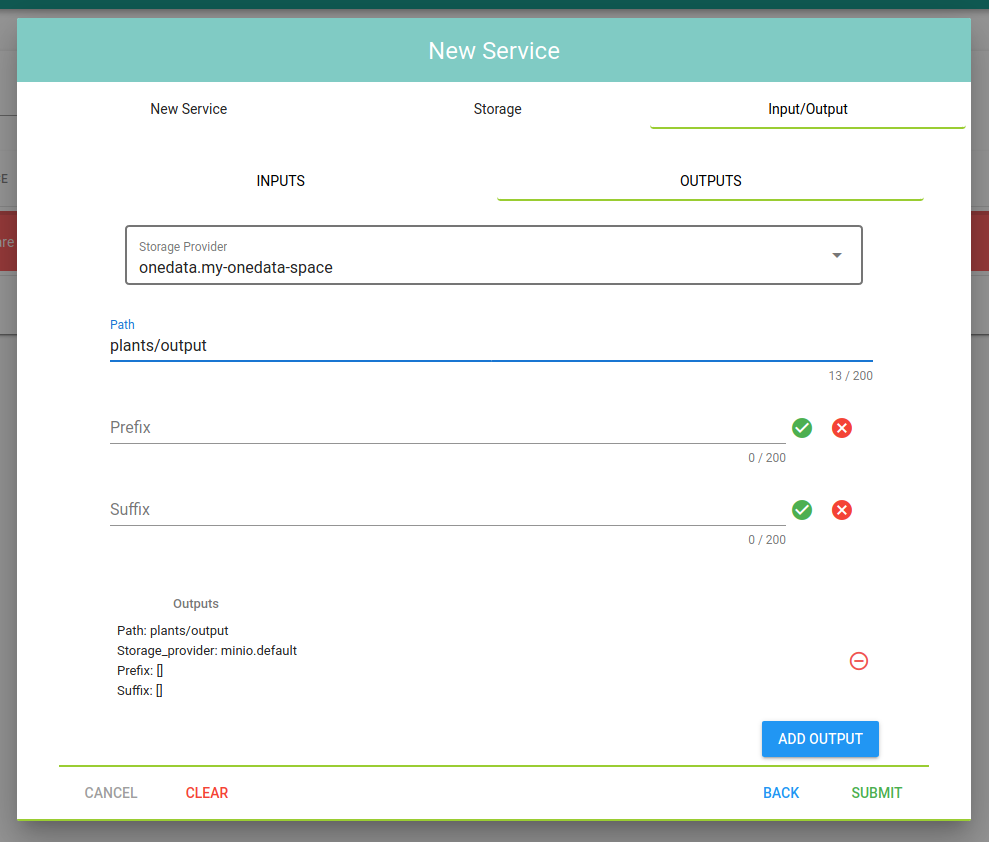 New Service
New Service
Storage
Input/Output
E
INPUTS
OUTPUTS
are
Storage Provider
onedata.my-onedata-space
Path
plants/output
13 / 200
Prefix
0 / 200
Suffix
0 / 200
Outputs
Path: plants/output
Storage_provider: minio.default
Prefix: []
Suffix: []
ADD OUTPUT
CANCEL
CLEAR
BACK
SUBMIT